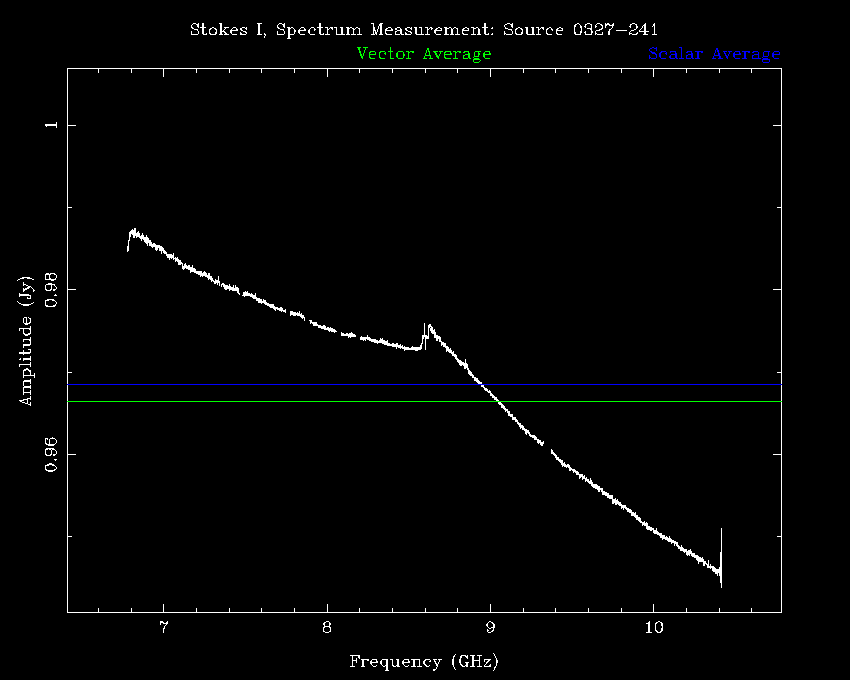 Stokes I, Spectrum Measurement: Source 0327-241
Vector Average Scalar Average
1
0.98
0.96
Amplitude (Jy)
7 8 9 10
Frequency (GHz)